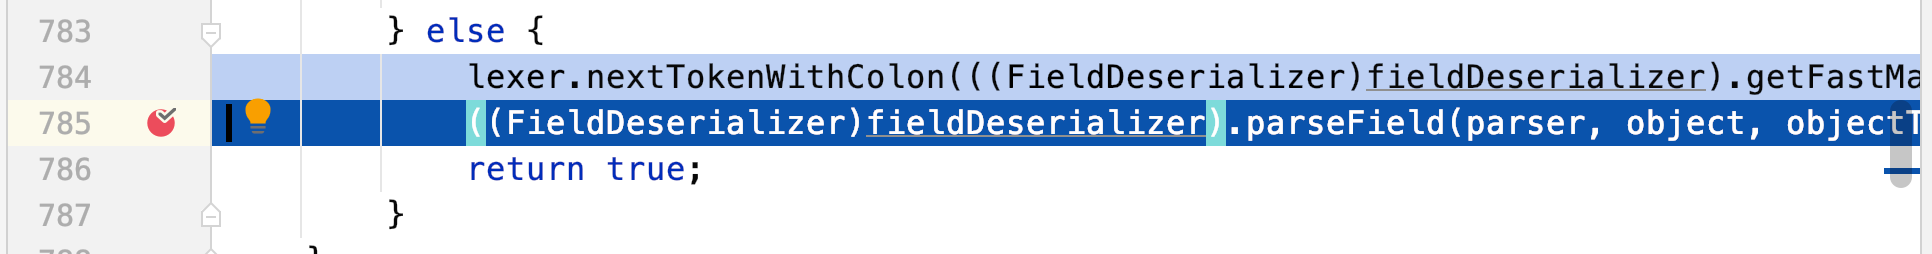 783 } else {
784 lexer.nextTokenWithColon(((FieldDeserializer)fieldDeserializer).getFastMa
785 ((FieldDeserializer)fieldDeserializer).parseField(parser, object, objectT
786 return true;
787 }